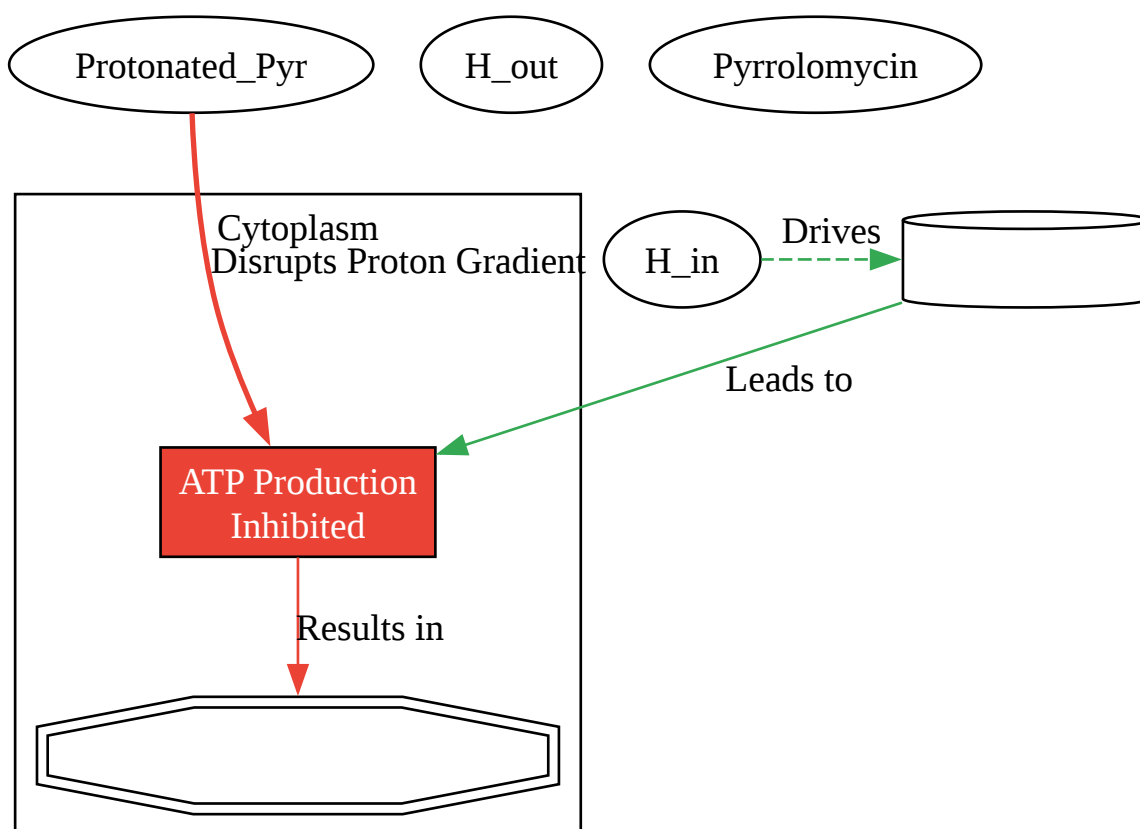 Protonated_Pyr
H_out
Pyrrolomycin
Cytoplasm
Disrupts Proton Gradient
H_in
Drives
Leads to
ATP Production
Inhibited
Results in